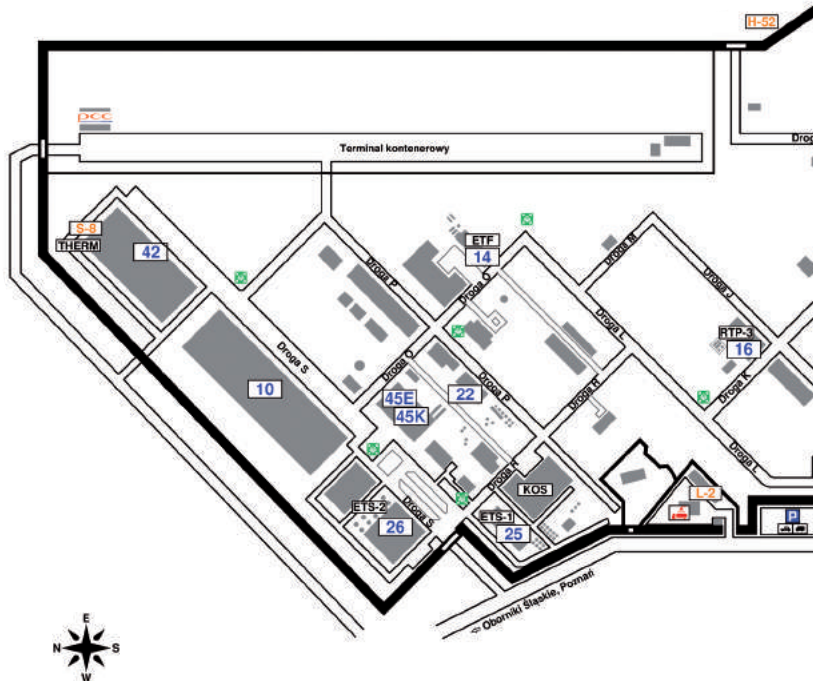 H-52
pcc
Terminal kontenerowy
Drog
S-8
THERM
42
ETF
14
Droga
Droga P
Droga M
Droga J
Droga L
RTP-3
16
Droga S
10
Droga
45E
45K
22
Droga P
Droga H
Droga K
Droga L
KOS
Droga H
L-2
ETS-2
26
Droga S
ETS-1
25
P
⇐ Oborniki Śląskie, Poznań
E
N S
W